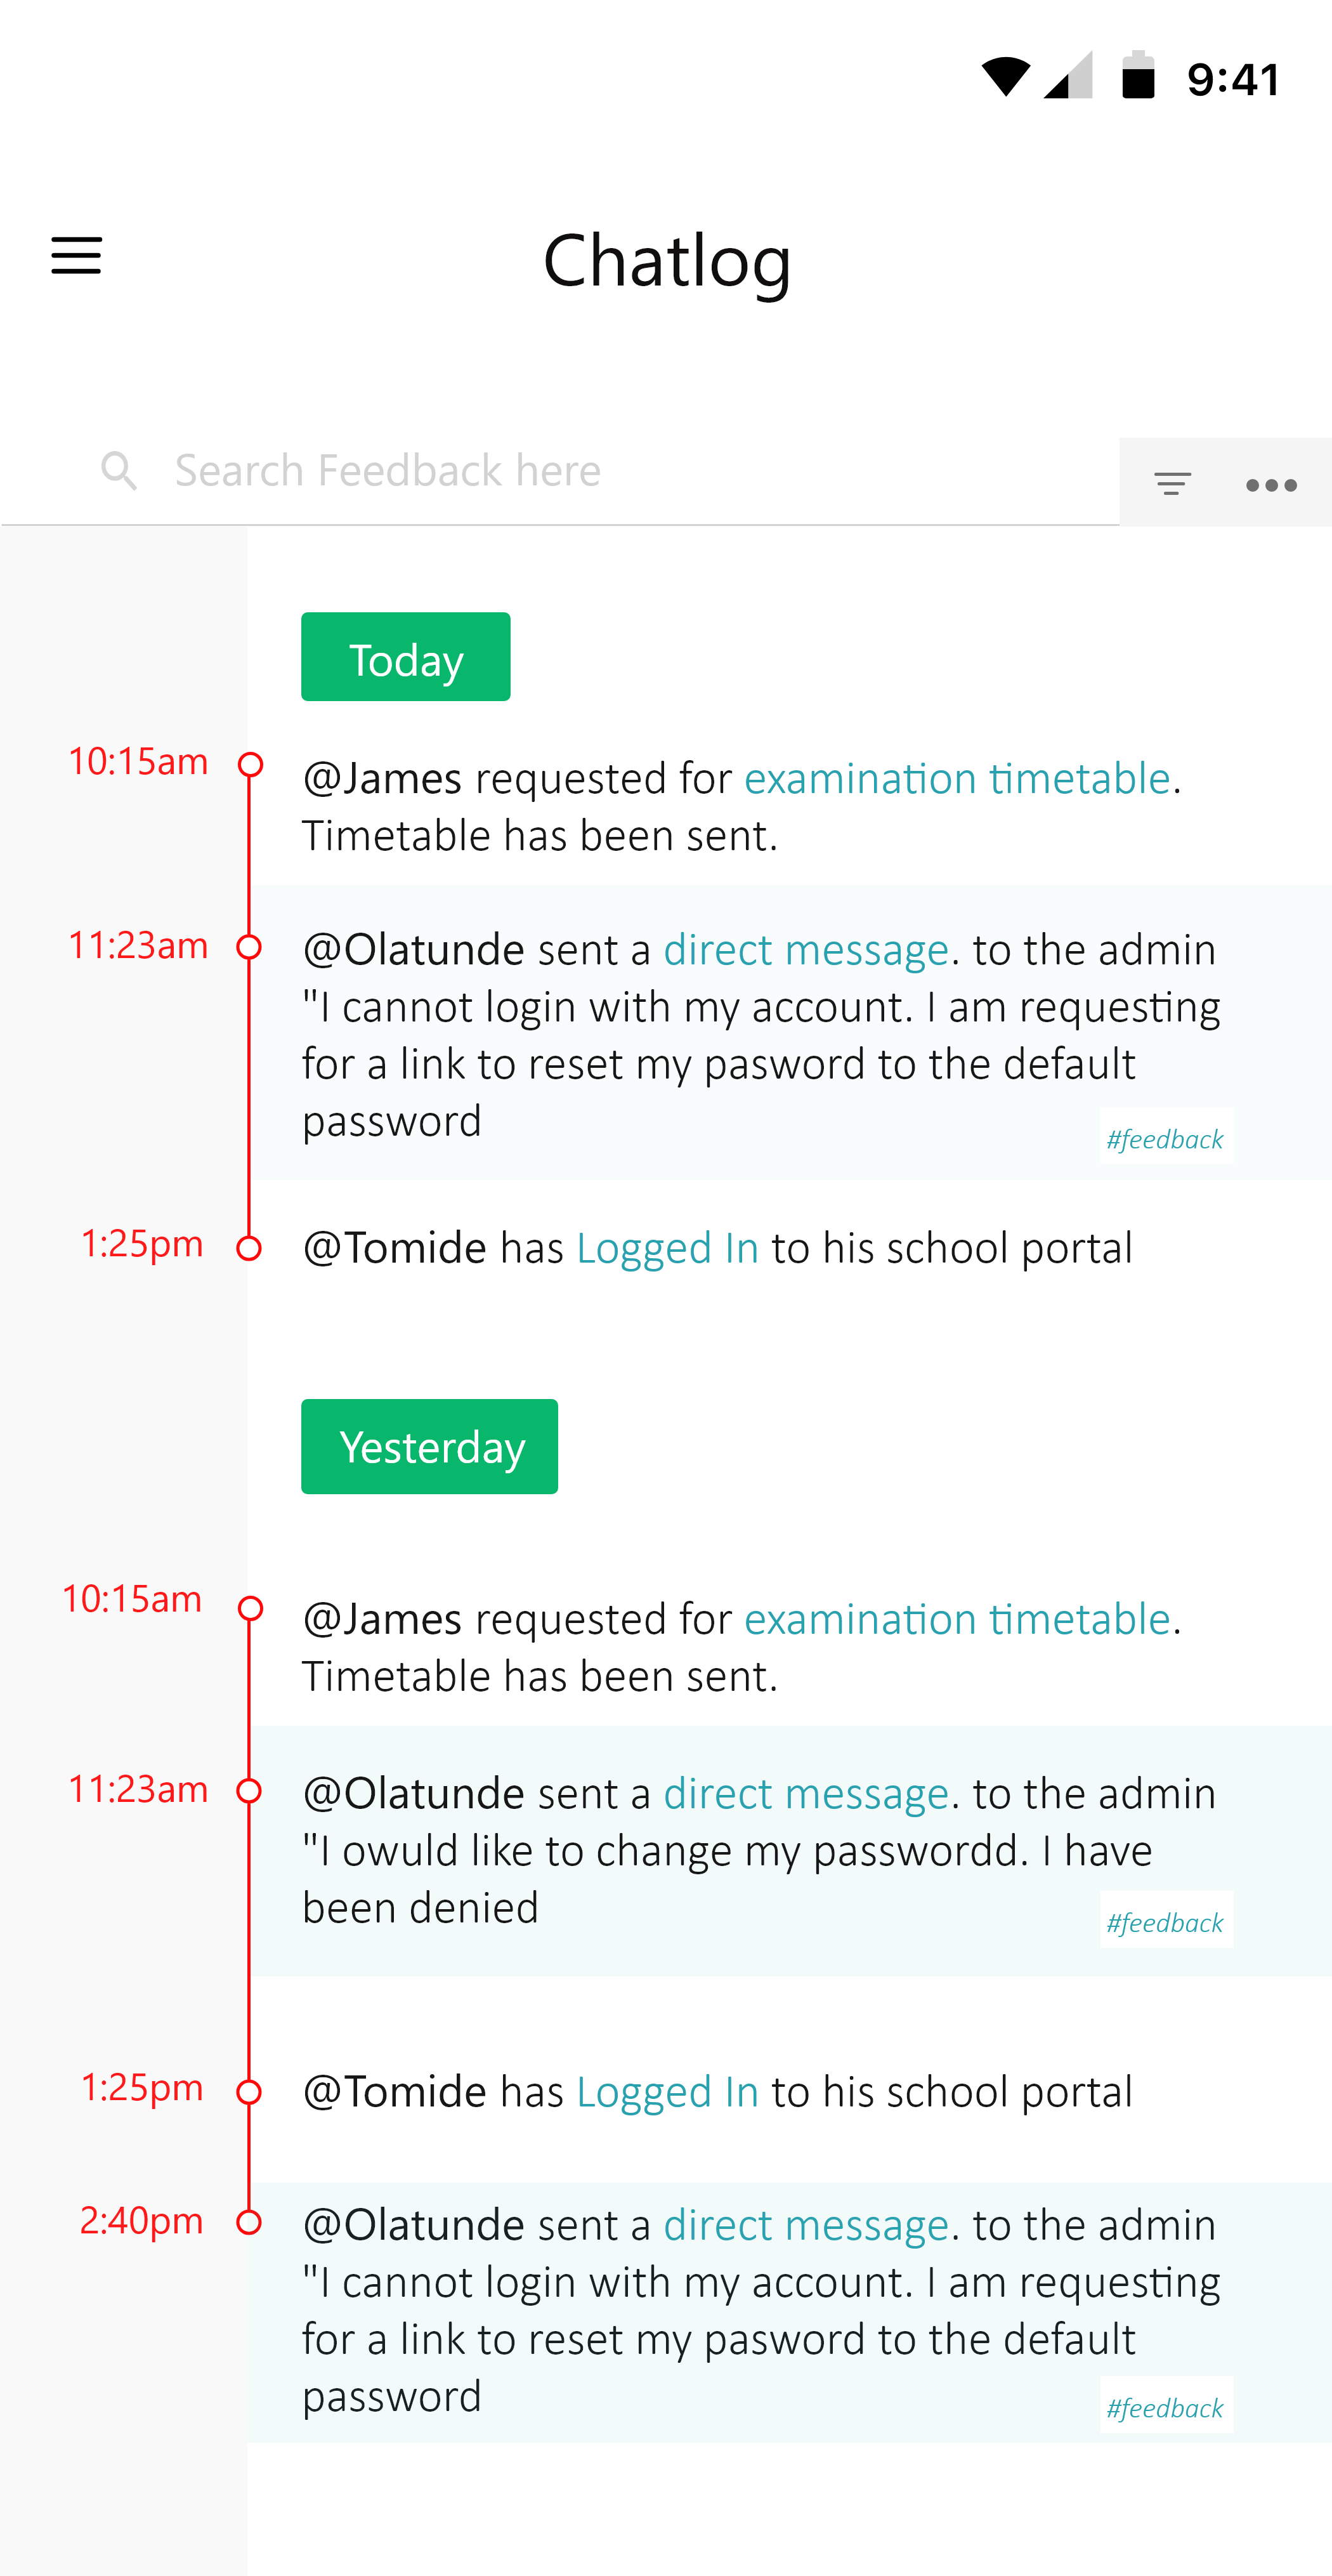 9:41
Chatlog
Search Feedback here
Today
10:15am
@James requested for examination timetable.
Timetable has been sent.
11:23am
@Olatunde sent a direct message. to the admin
"I cannot login with my account. I am requesting
for a link to reset my pasword to the default
password
#feedback
1:25pm
@Tomide has Logged In to his school portal
Yesterday
10:15am
@James requested for examination timetable.
Timetable has been sent.
11:23am
@Olatunde sent a direct message. to the admin
"I owuld like to change my passwordd. I have
been denied
#feedback
1:25pm
@Tomide has Logged In to his school portal
2:40pm
@Olatunde sent a direct message. to the admin
"I cannot login with my account. I am requesting
for a link to reset my pasword to the default
password
#feedback